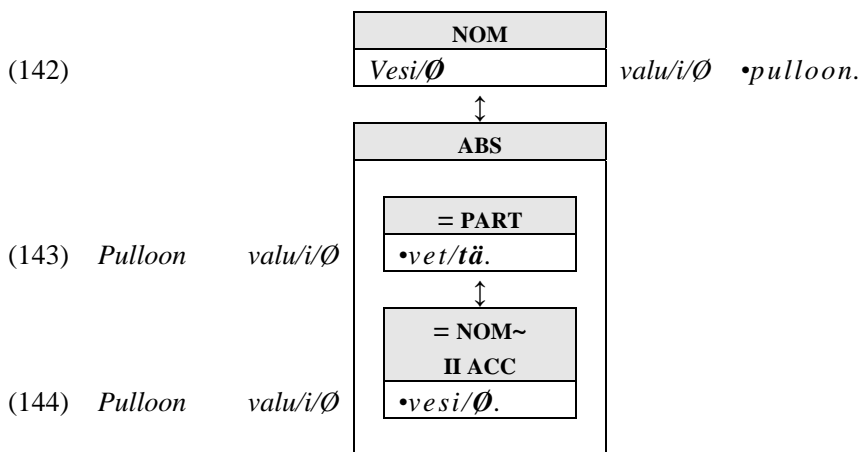 NOM
(142) Vesi/Ø valu/i/Ø •pulloon.
↕
ABS
= PART
(143) Pulloon valu/i/Ø •vet/tä.
↕
= NOM~
II ACC
(144) Pulloon valu/i/Ø •vesi/Ø.